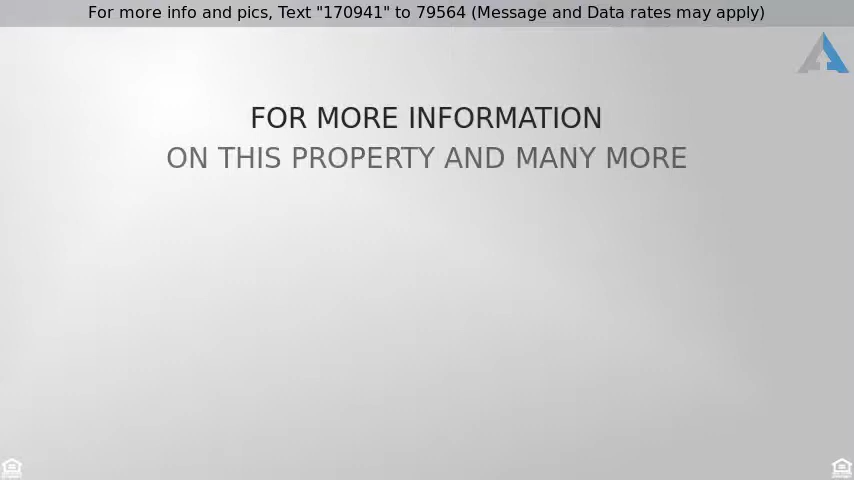 For more info and pics, Text "170941" to 79564 (Message and Data rates may apply)
FOR MORE INFORMATION
ON THIS PROPERTY AND MANY MORE